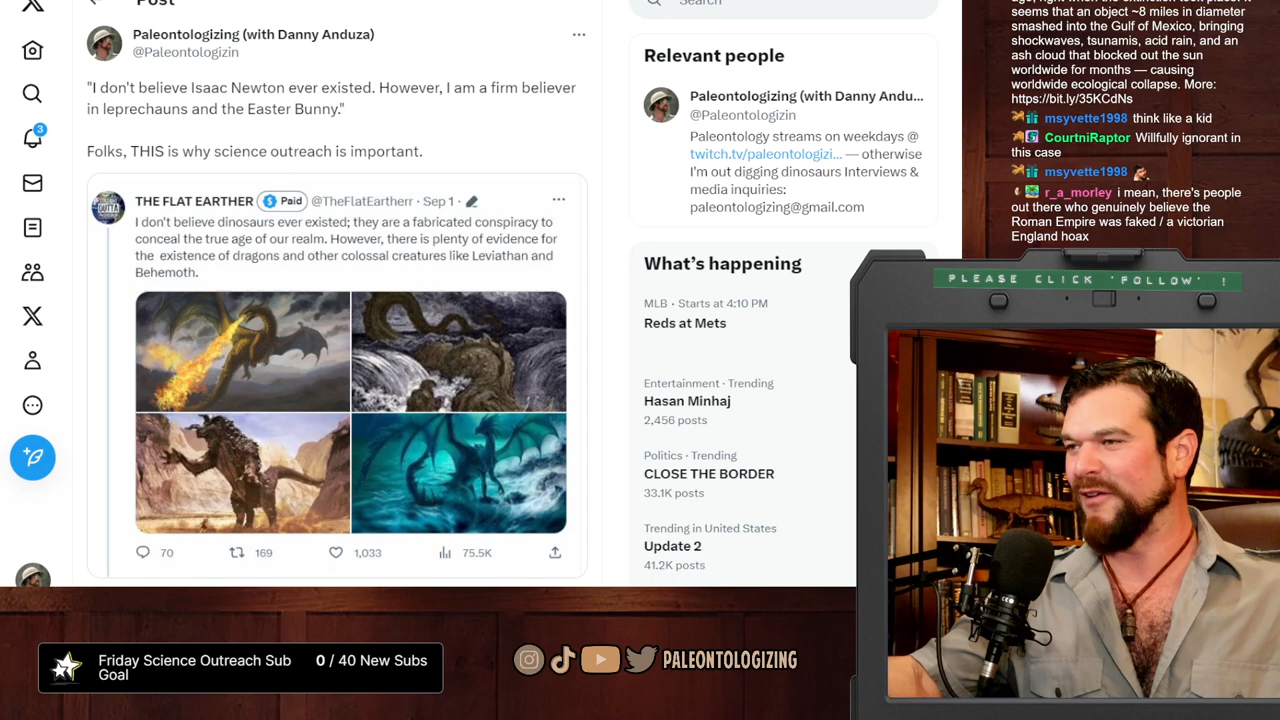 Post
Search
Paleontologizing (with Danny Anduza)
@Paleontologizin
"I don't believe Isaac Newton ever existed. However, I am a firm believer
in leprechauns and the Easter Bunny."
Folks, THIS is why science outreach is important.
THE FLAT EARTHER Paid @TheFlatEartherr · Sep 1 ·
I don't believe dinosaurs ever existed; they are a fabricated conspiracy to
conceal the true age of our realm. However, there is plenty of evidence for
the existence of dragons and other colossal creatures like Leviathan and
Behemoth.
70 169 1,033 75.5K
3
Relevant people
Paleontologizing (with Danny Andu...
@Paleontologizin
Paleontology streams on weekdays @
twitch.tv/paleontologizi... — otherwise
I'm out digging dinosaurs Interviews &
media inquiries:
paleontologizing@gmail.com
What's happening
MLB · Starts at 4:10 PM
Reds at Mets
Entertainment · Trending
Hasan Minhaj
2,456 posts
Politics · Trending
CLOSE THE BORDER
33.1K posts
Trending in United States
Update 2
41.2K posts
seems that an object ~8 miles in diameter
smashed into the Gulf of Mexico, bringing
shockwaves, tsunamis, acid rain, and an
ash cloud that blocked out the sun
worldwide for months — causing
worldwide ecological collapse. More:
https://bit.ly/35KCdNs
msyvette1998 think like a kid
CourtniRaptor Willfully ignorant in
this case
msyvette1998
r_a_morley i mean, there's people
out there who genuinely believe the
Roman Empire was faked / a victorian
England hoax
PLEASE CLICK 'FOLLOW' !
Friday Science Outreach Sub
Goal
0 / 40 New Subs
PALEONTOLOGIZING